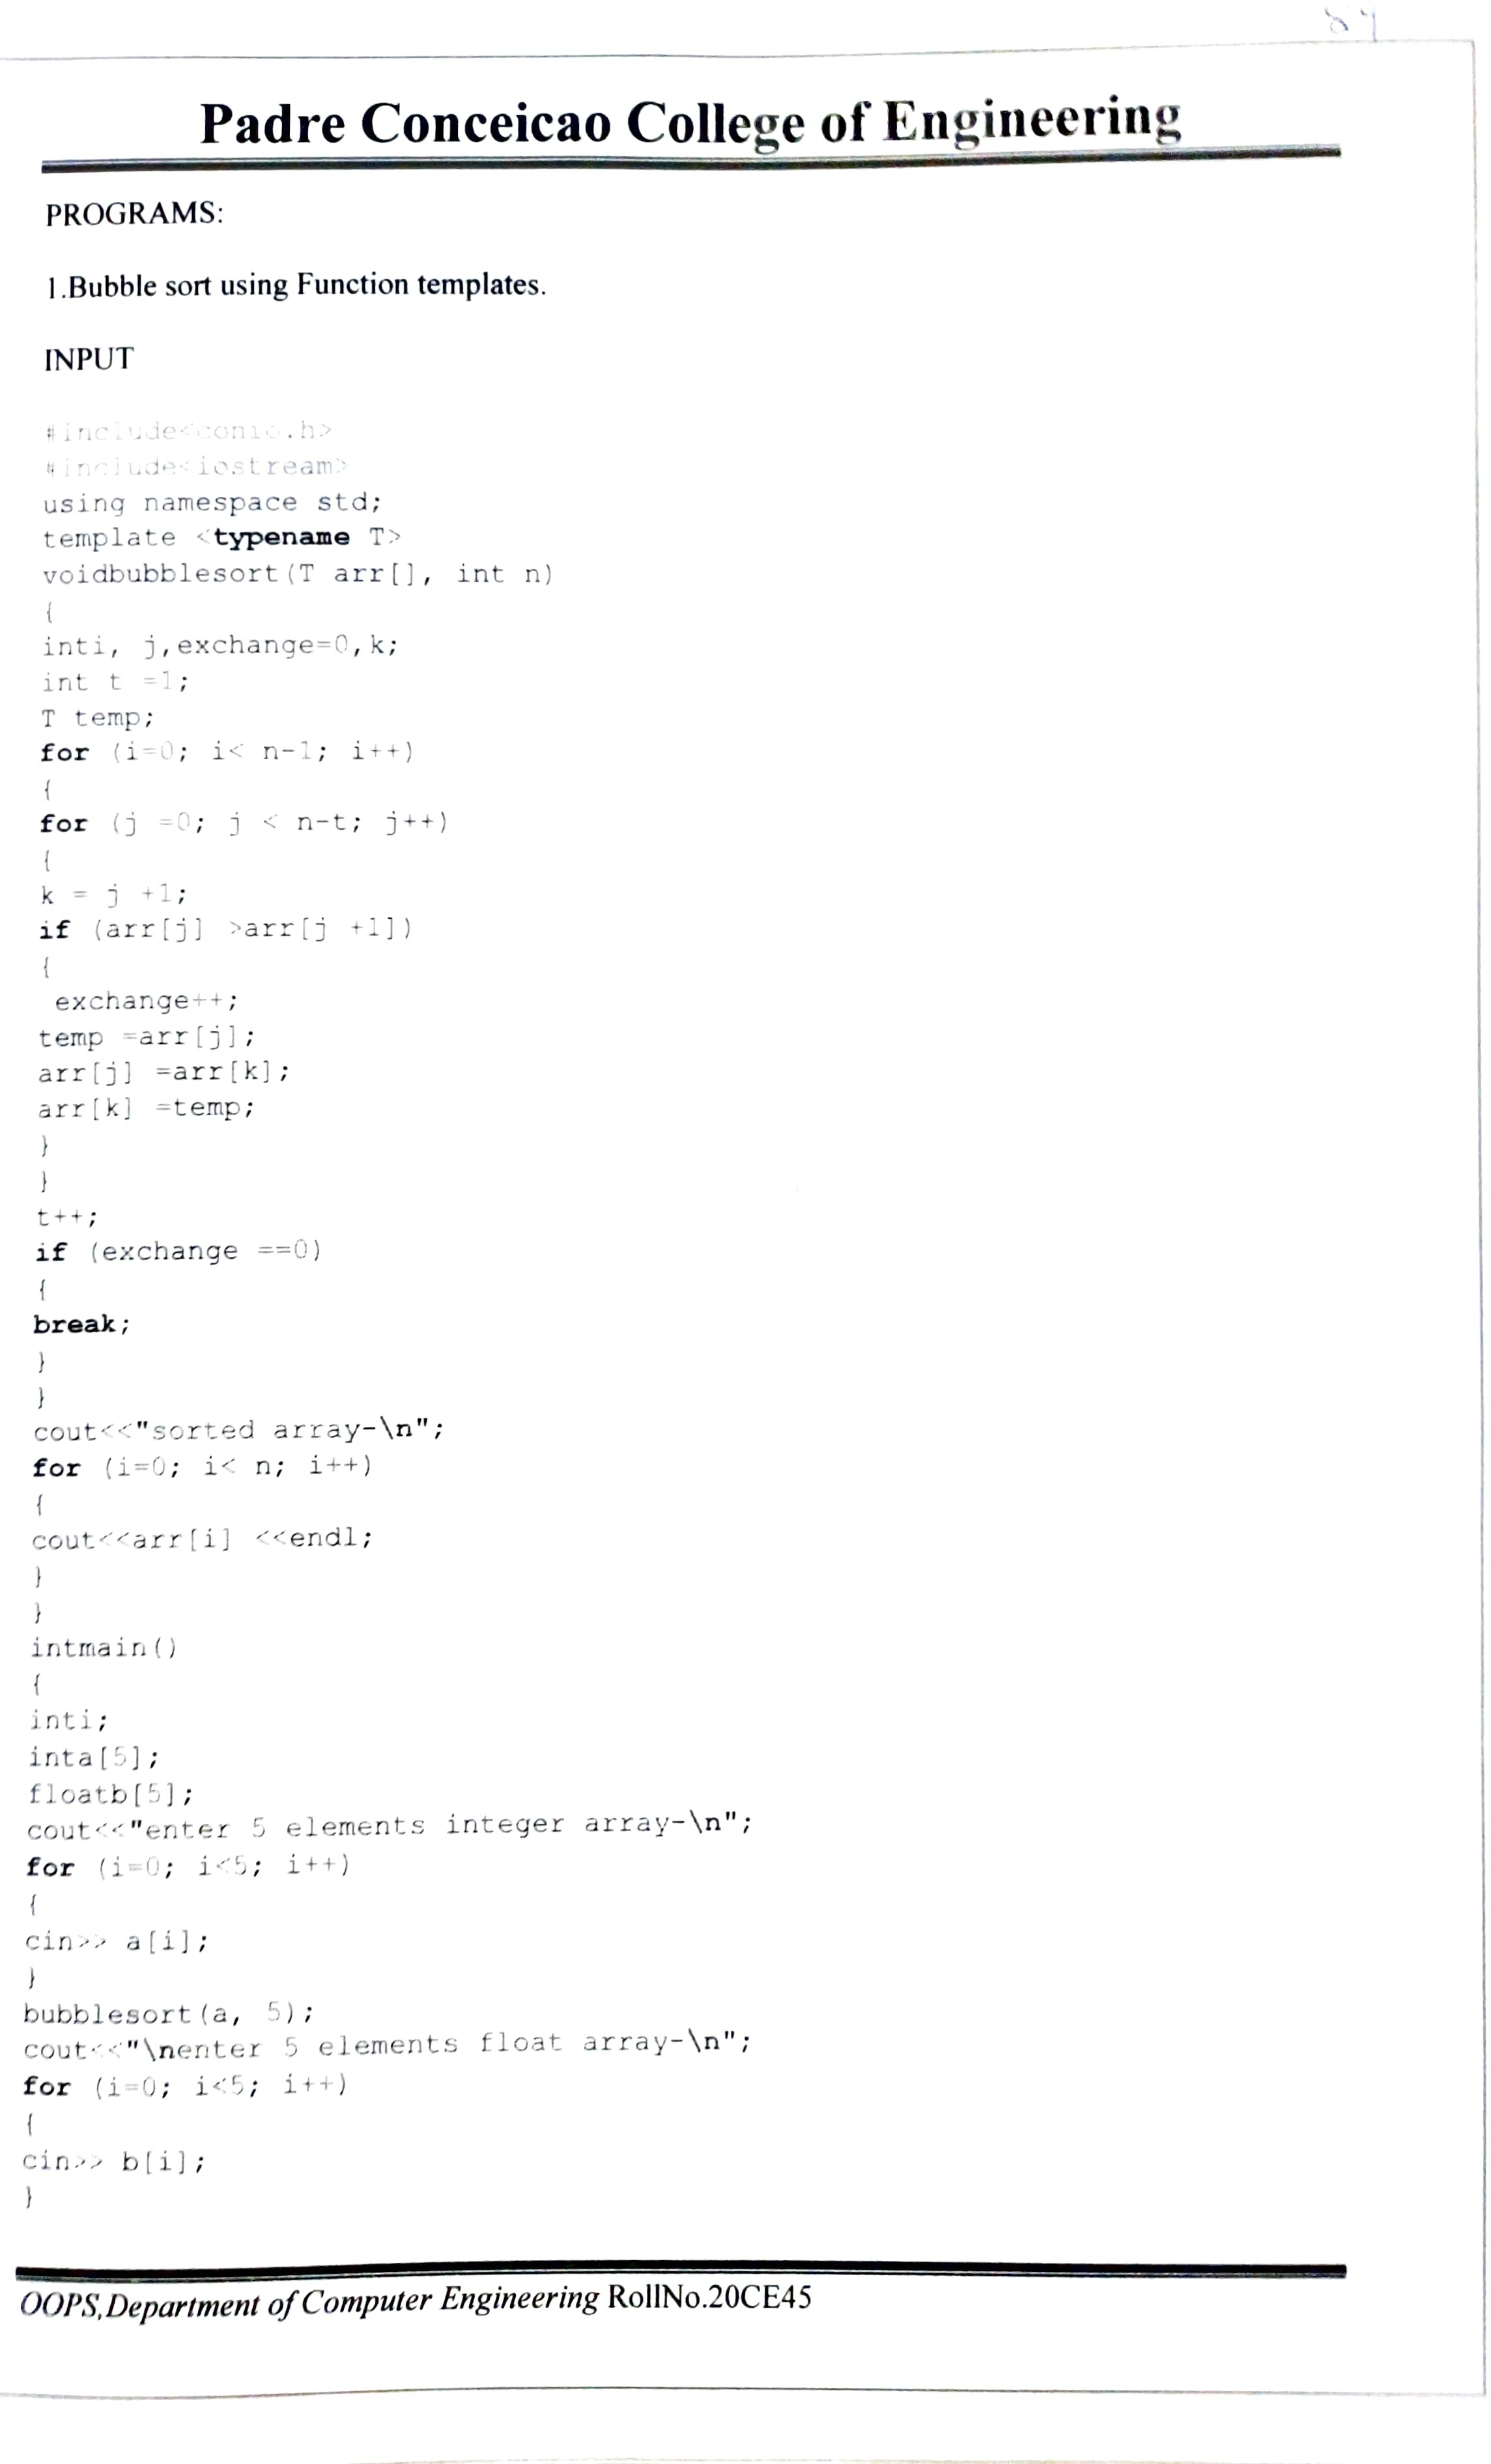 Padre Conceicao College of Engineering
PROGRAMS:
1.Bubble sort using Function templates.
INPUT
#include<conio.h>
#include<iostream>
using namespace std;
template <typename T>
voidbubblesort(T arr[], int n)
{
inti, j,exchange=0,k;
int t =1;
T temp;
for (i=0; i< n-1; i++)
{
for (j =0; j < n-t; j++)
{
k = j +1;
if (arr[j] >arr[j +1])
{
exchange++;
temp =arr[j];
arr[j] =arr[k];
arr[k] =temp;
}
}
t++;
if (exchange ==0)
{
break;
}
}
cout<<"sorted array-\n";
for (i=0; i< n; i++)
{
cout<<arr[i] <<endl;
}
}
intmain()
{
inti;
inta[5];
floatb[5];
cout<<"enter 5 elements integer array-\n";
for (i=0; i<5; i++)
{
cin>> a[i];
}
bubblesort(a, 5);
cout<<"\nenter 5 elements float array-\n";
for (i=0; i<5; i++)
{
cin>> b[i];
}
OOPS,Department of Computer Engineering RollNo.20CE45